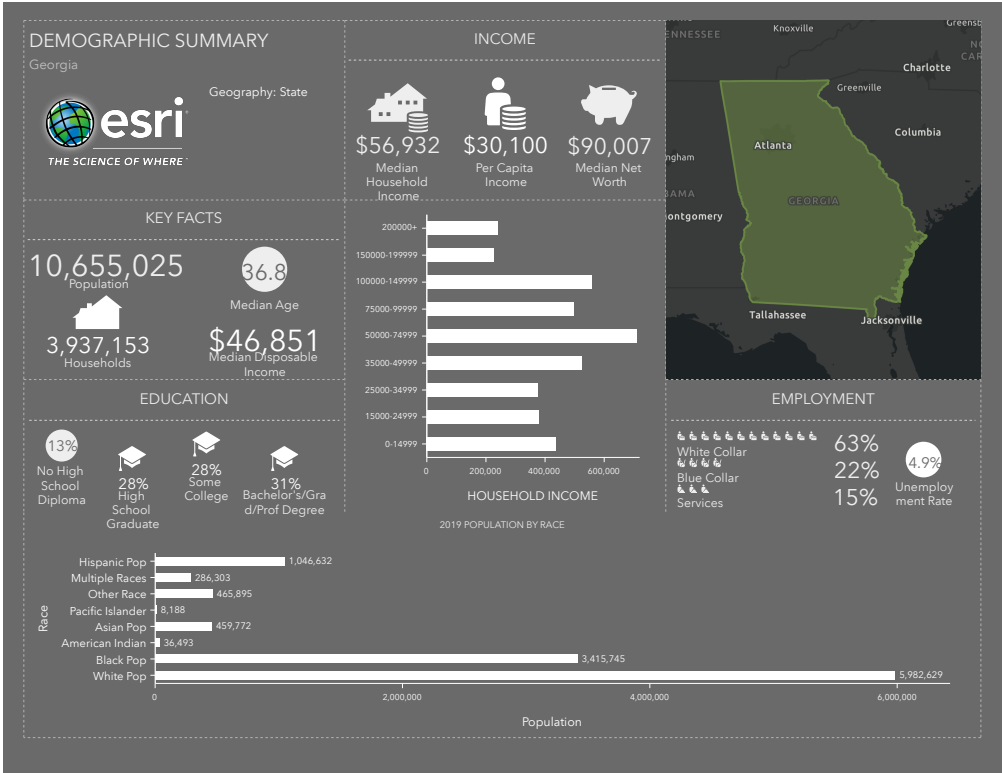 DEMOGRAPHIC SUMMARY
Georgia
Geography: State
esri
THE SCIENCE OF WHERE
INCOME
$56,932
Median
Household
Income
$30,100
Per Capita
Income
$90,007
Median Net
Worth
Knoxville
ENNESSEE
Greensb
NC
CAR
Charlotte
Greenville
Columbia
Atlanta
ngham
GEORGIA
BAMA
ontgomery
Tallahassee
Jacksonville
KEY FACTS
10,655,025
Population
36.8
Median Age
3,937,153
Households
$46,851
Median Disposable
Income
200000+
150000-199999
100000-149999
75000-99999
50000-74999
35000-49999
25000-34999
15000-24999
0-14999
0 200,000 400,000 600,000
HOUSEHOLD INCOME
EDUCATION
13%
No High
School
Diploma
28%
High
School
Graduate
28%
Some
College
31%
Bachelor's/Gra
d/Prof Degree
EMPLOYMENT
White Collar 63%
Blue Collar 22%
Services 15%
4.9%
Unemploy
ment Rate
2019 POPULATION BY RACE
Race
Hispanic Pop 1,046,632
Multiple Races 286,303
Other Race 465,895
Pacific Islander 8,188
Asian Pop 459,772
American Indian 36,493
Black Pop 3,415,745
White Pop 5,982,629
0 2,000,000 4,000,000 6,000,000
Population